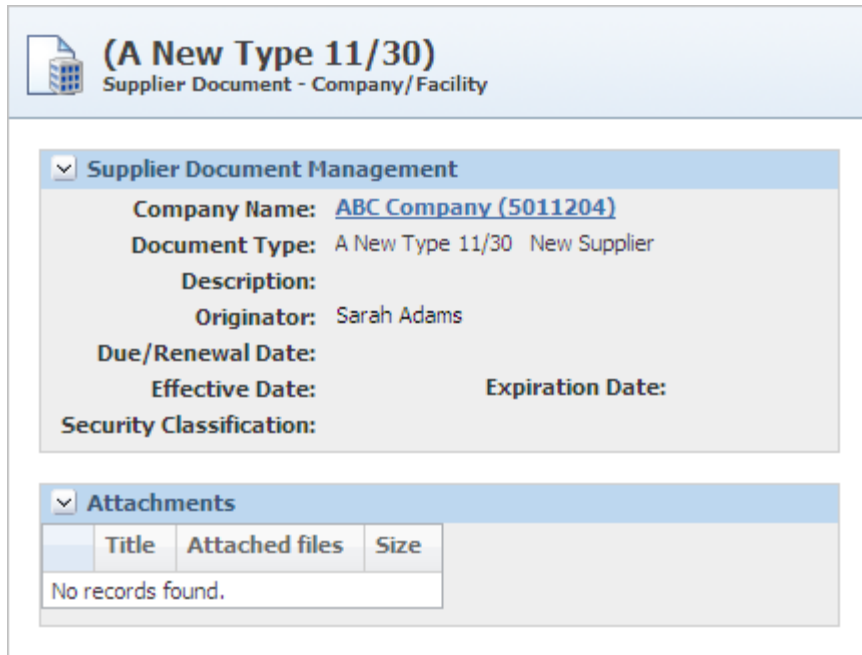 (A New Type 11/30)
Supplier Document - Company/Facility
Supplier Document Management
Company Name: ABC Company (5011204)
Document Type: A New Type 11/30 New Supplier
Description:
Originator: Sarah Adams
Due/Renewal Date:
Effective Date: Expiration Date:
Security Classification:
Attachments
Title Attached files Size
No records found.